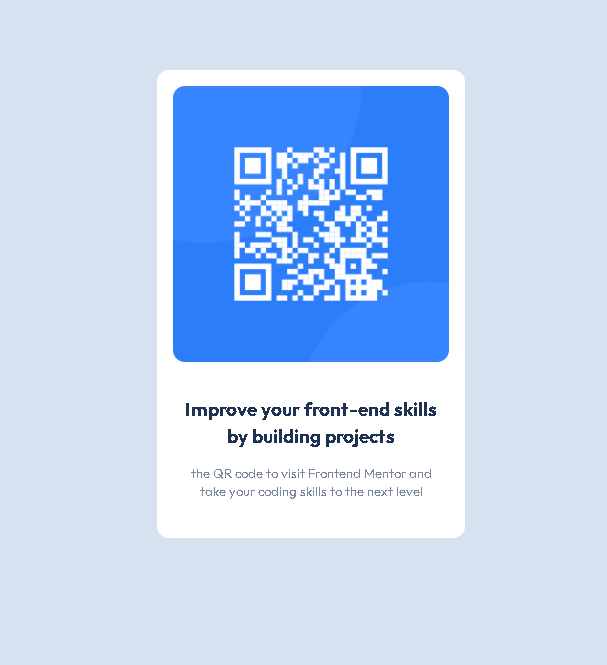 Improve your front-end skills
by building projects
the QR code to visit Frontend Mentor and
take your coding skills to the next level